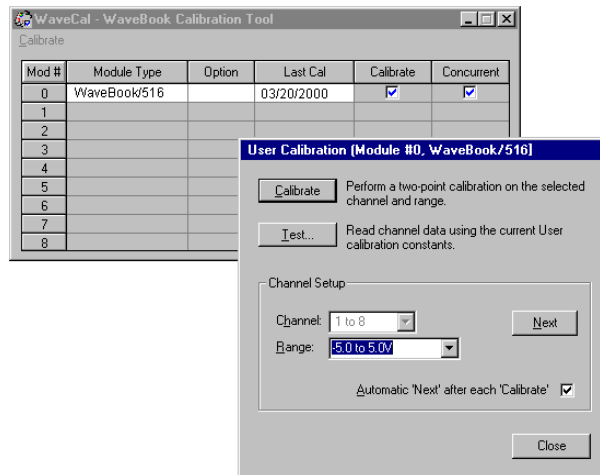 WaveCal - WaveBook Calibration Tool
Calibrate
Mod # Module Type Option Last Cal Calibrate Concurrent
0 WaveBook/516 03/20/2000
1
2
3
4
5
6
7
8
User Calibration (Module #0, WaveBook/516)
Calibrate Perform a two-point calibration on the selected
channel and range.
Test... Read channel data using the current User
calibration constants.
Channel Setup
Channel: 1 to 8 Next
Range: -5.0 to 5.0V
Automatic 'Next' after each 'Calibrate'
Close